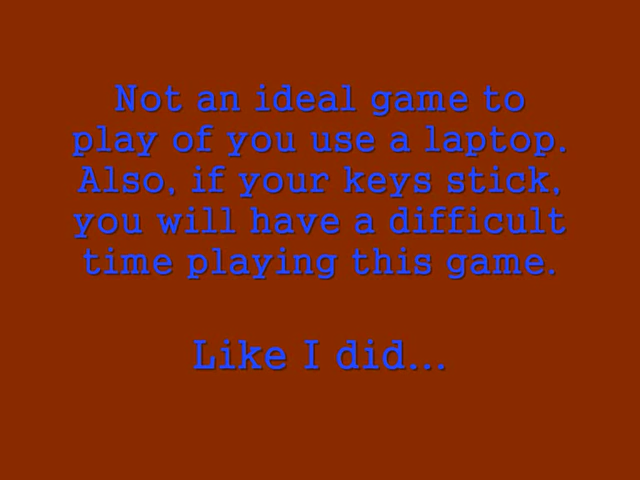 Not an ideal game to
play of you use a laptop.
Also, if your keys stick,
you will have a difficult
time playing this game.
Like I did...